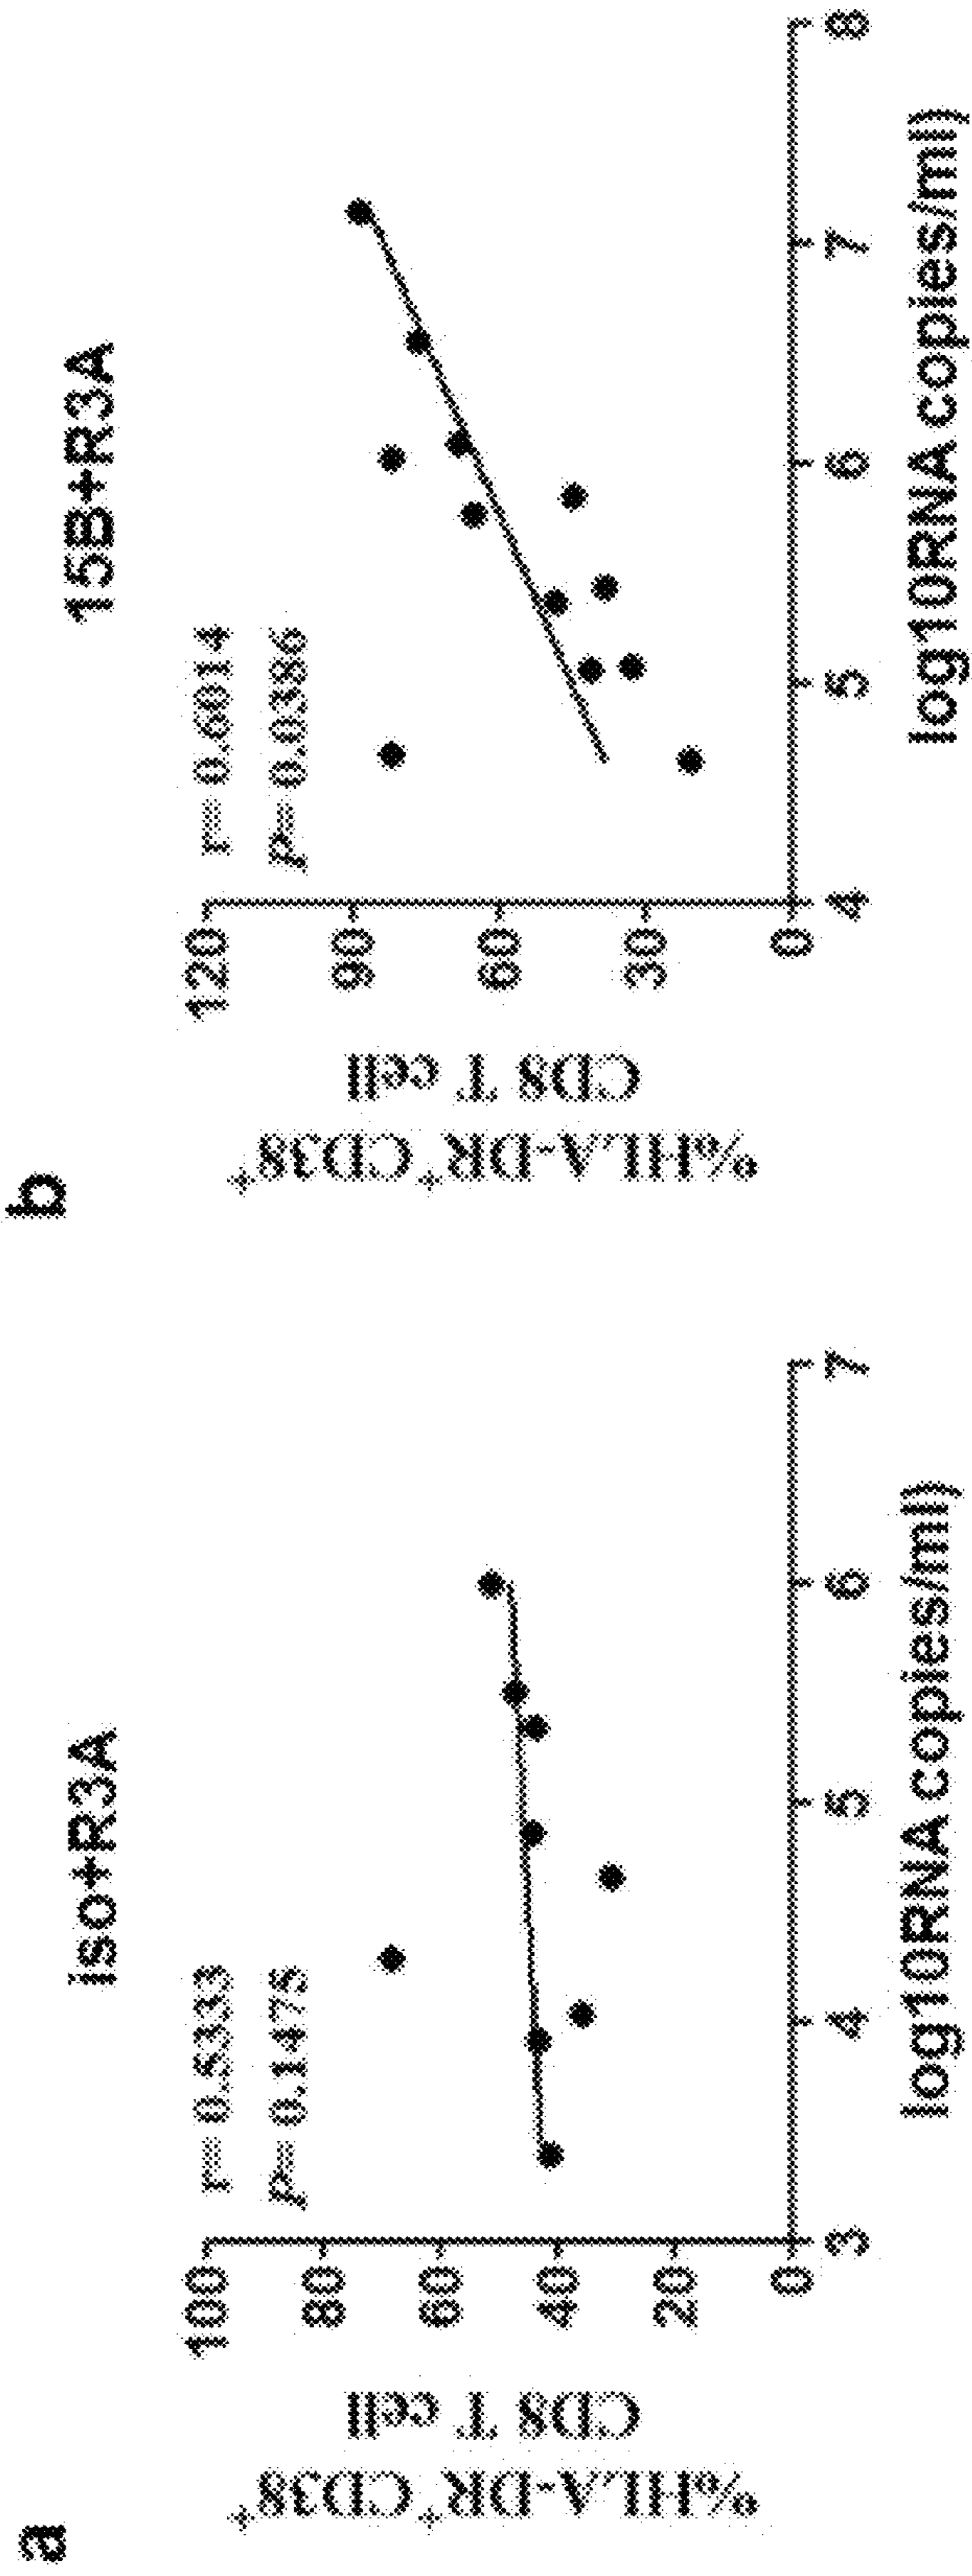 a
iso+R3A
r= 0.5333
p= 0.1475
%HLA-DR⁺CD38⁺
CD8 T cell
100
80
60
40
20
0
3 4 5 6 7
log10RNA copies/ml)
b
15B+R3A
r= 0.6014
p= 0.0386
%HLA-DR⁺CD38⁺
CD8 T cell
120
90
60
30
0
4 5 6 7 8
log10RNA copies/ml)